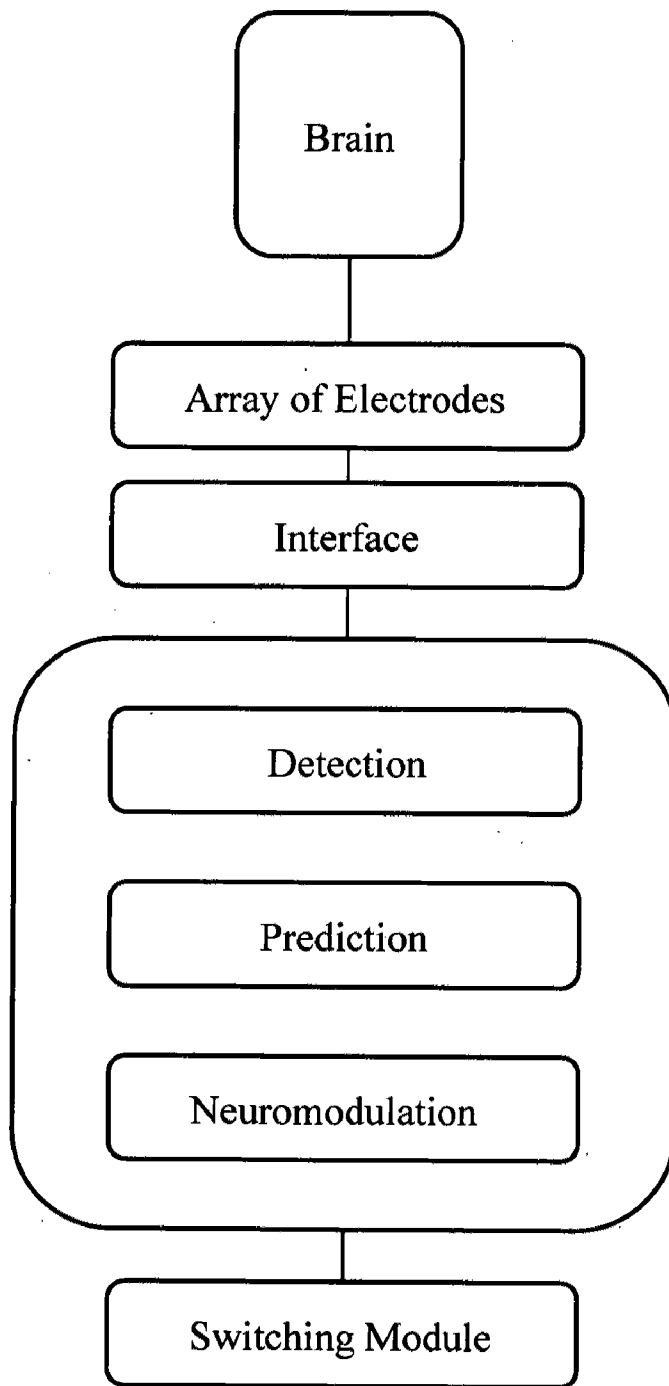 Brain
Array of Electrodes
Interface
Detection
Prediction
Neuromodulation
Switching Module